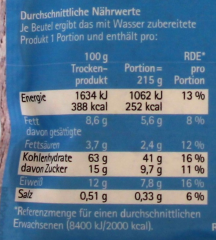 Durchschnittliche Nährwerte
Je Beutel ergibt das mit Wasser zubereitete
Produkt 1 Portion und enthält pro:
100 g RDE*
Trocken- Portion= pro
produkt 215 g Portion
Energie 1634 kJ 1062 kJ 13 %
388 kcal 252 kcal
Fett 8,6 g 5,6 g 8 %
davon gesättigte
Fettsäuren 3,7 g 2,4 g 12 %
Kohlenhydrate 63 g 41 g 16 %
davon Zucker 15 g 9,7 g 11 %
Eiweiß 12 g 7,8 g 16 %
Salz 0,51 g 0,33 g 6 %
*Referenzmenge für einen durchschnittlichen
Erwachsenen (8400 kJ/2000 kcal).